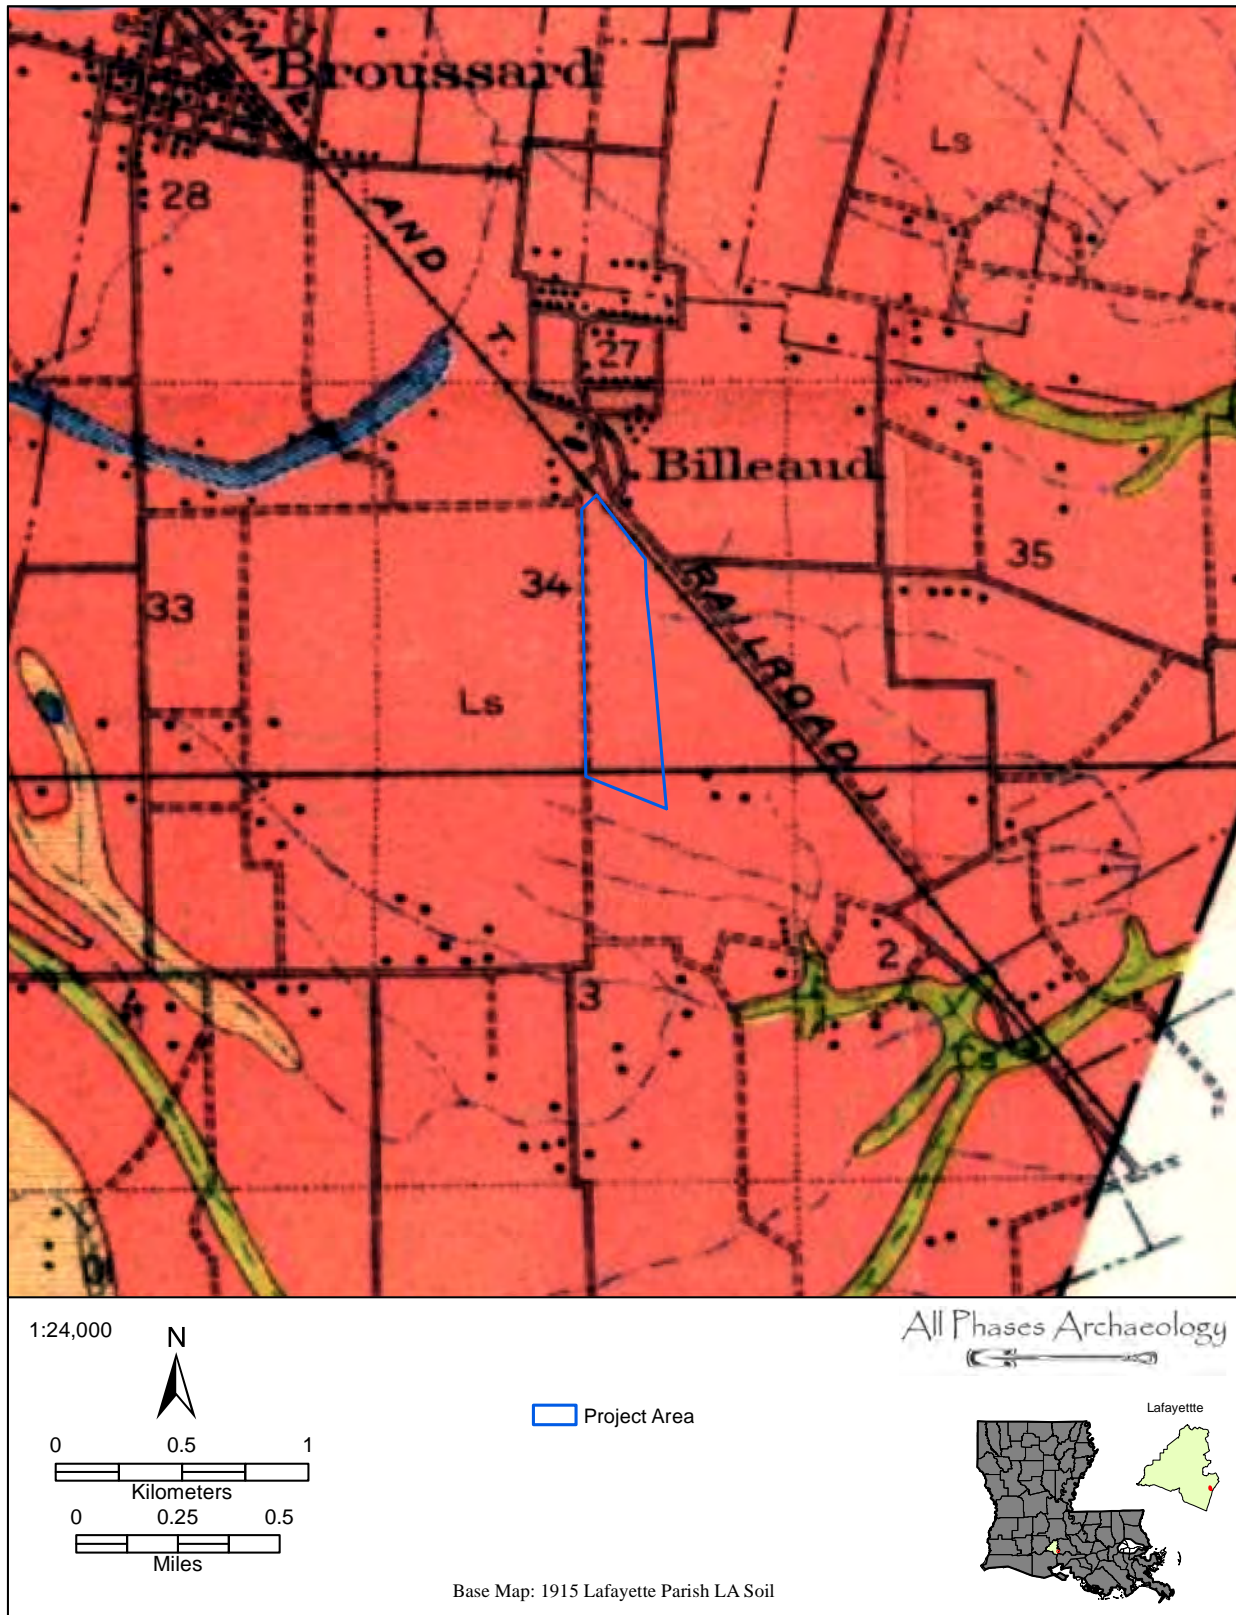 Broussard
Ls
28
AND
T.
27
Billeaud
35
34
33
RAILROAD)
Ls
2
3
Cs
1:24,000
N
All Phases Archaeology
Project Area
Lafayettte
0 0.5 1
Kilometers
0 0.25 0.5
Miles
Base Map: 1915 Lafayette Parish LA Soil